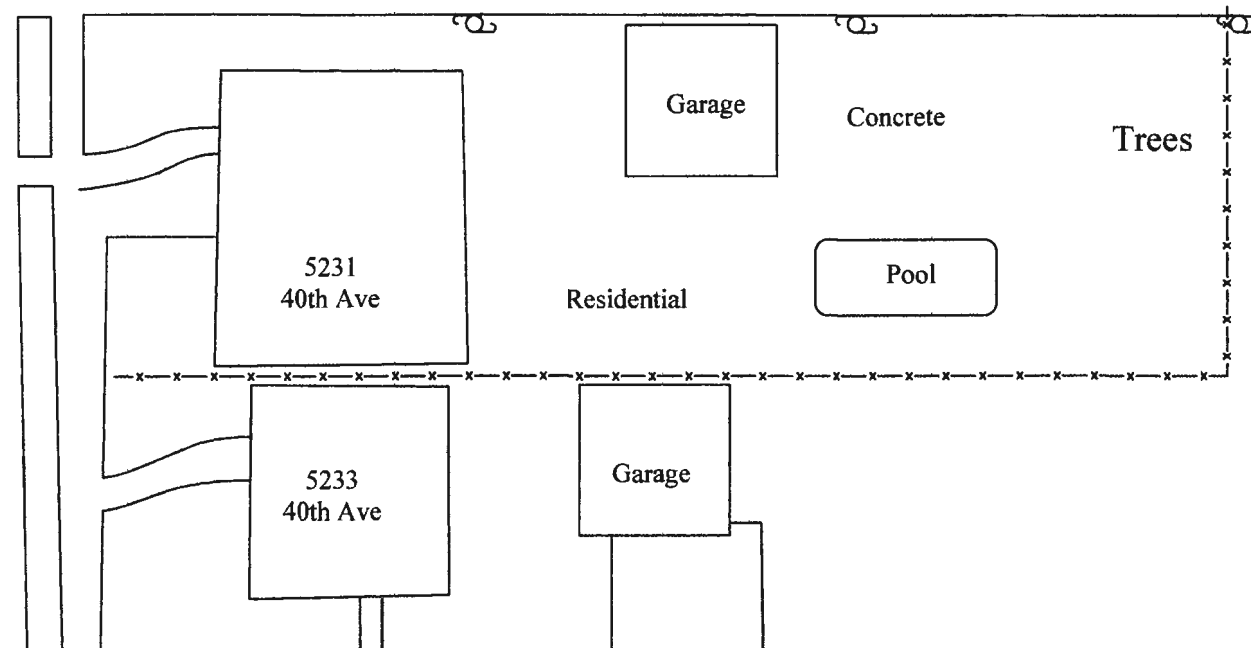 Garage
Concrete
Trees
5231
40th Ave
Residential
Pool
5233
40th Ave
Garage